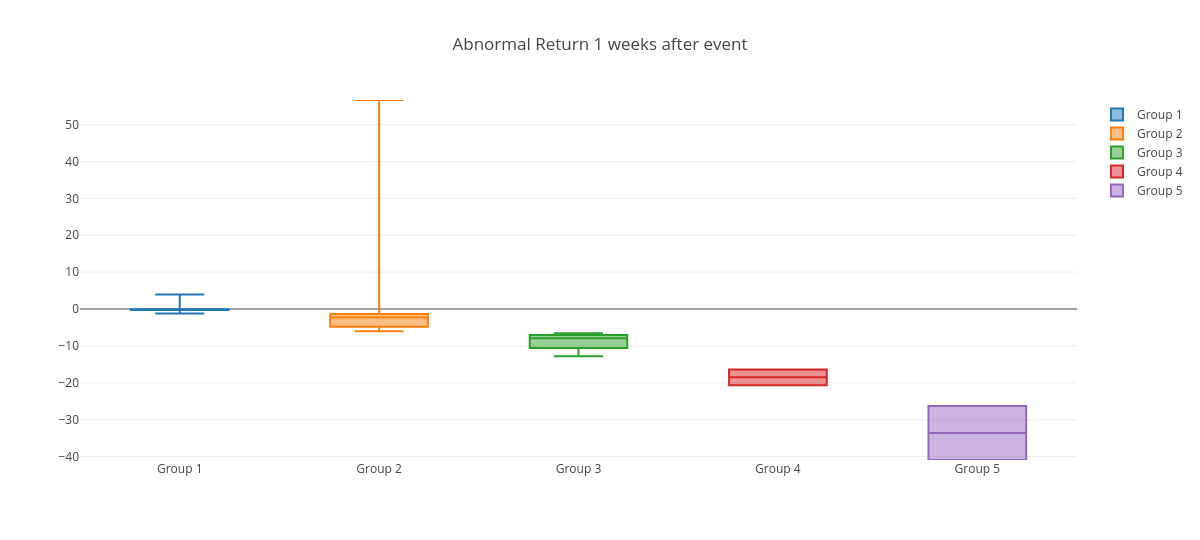 Abnormal Return 1 weeks after event
50
40
30
20
10
0
−10
−20
−30
−40
Group 1
Group 2
Group 3
Group 4
Group 5
Group 1
Group 2
Group 3
Group 4
Group 5